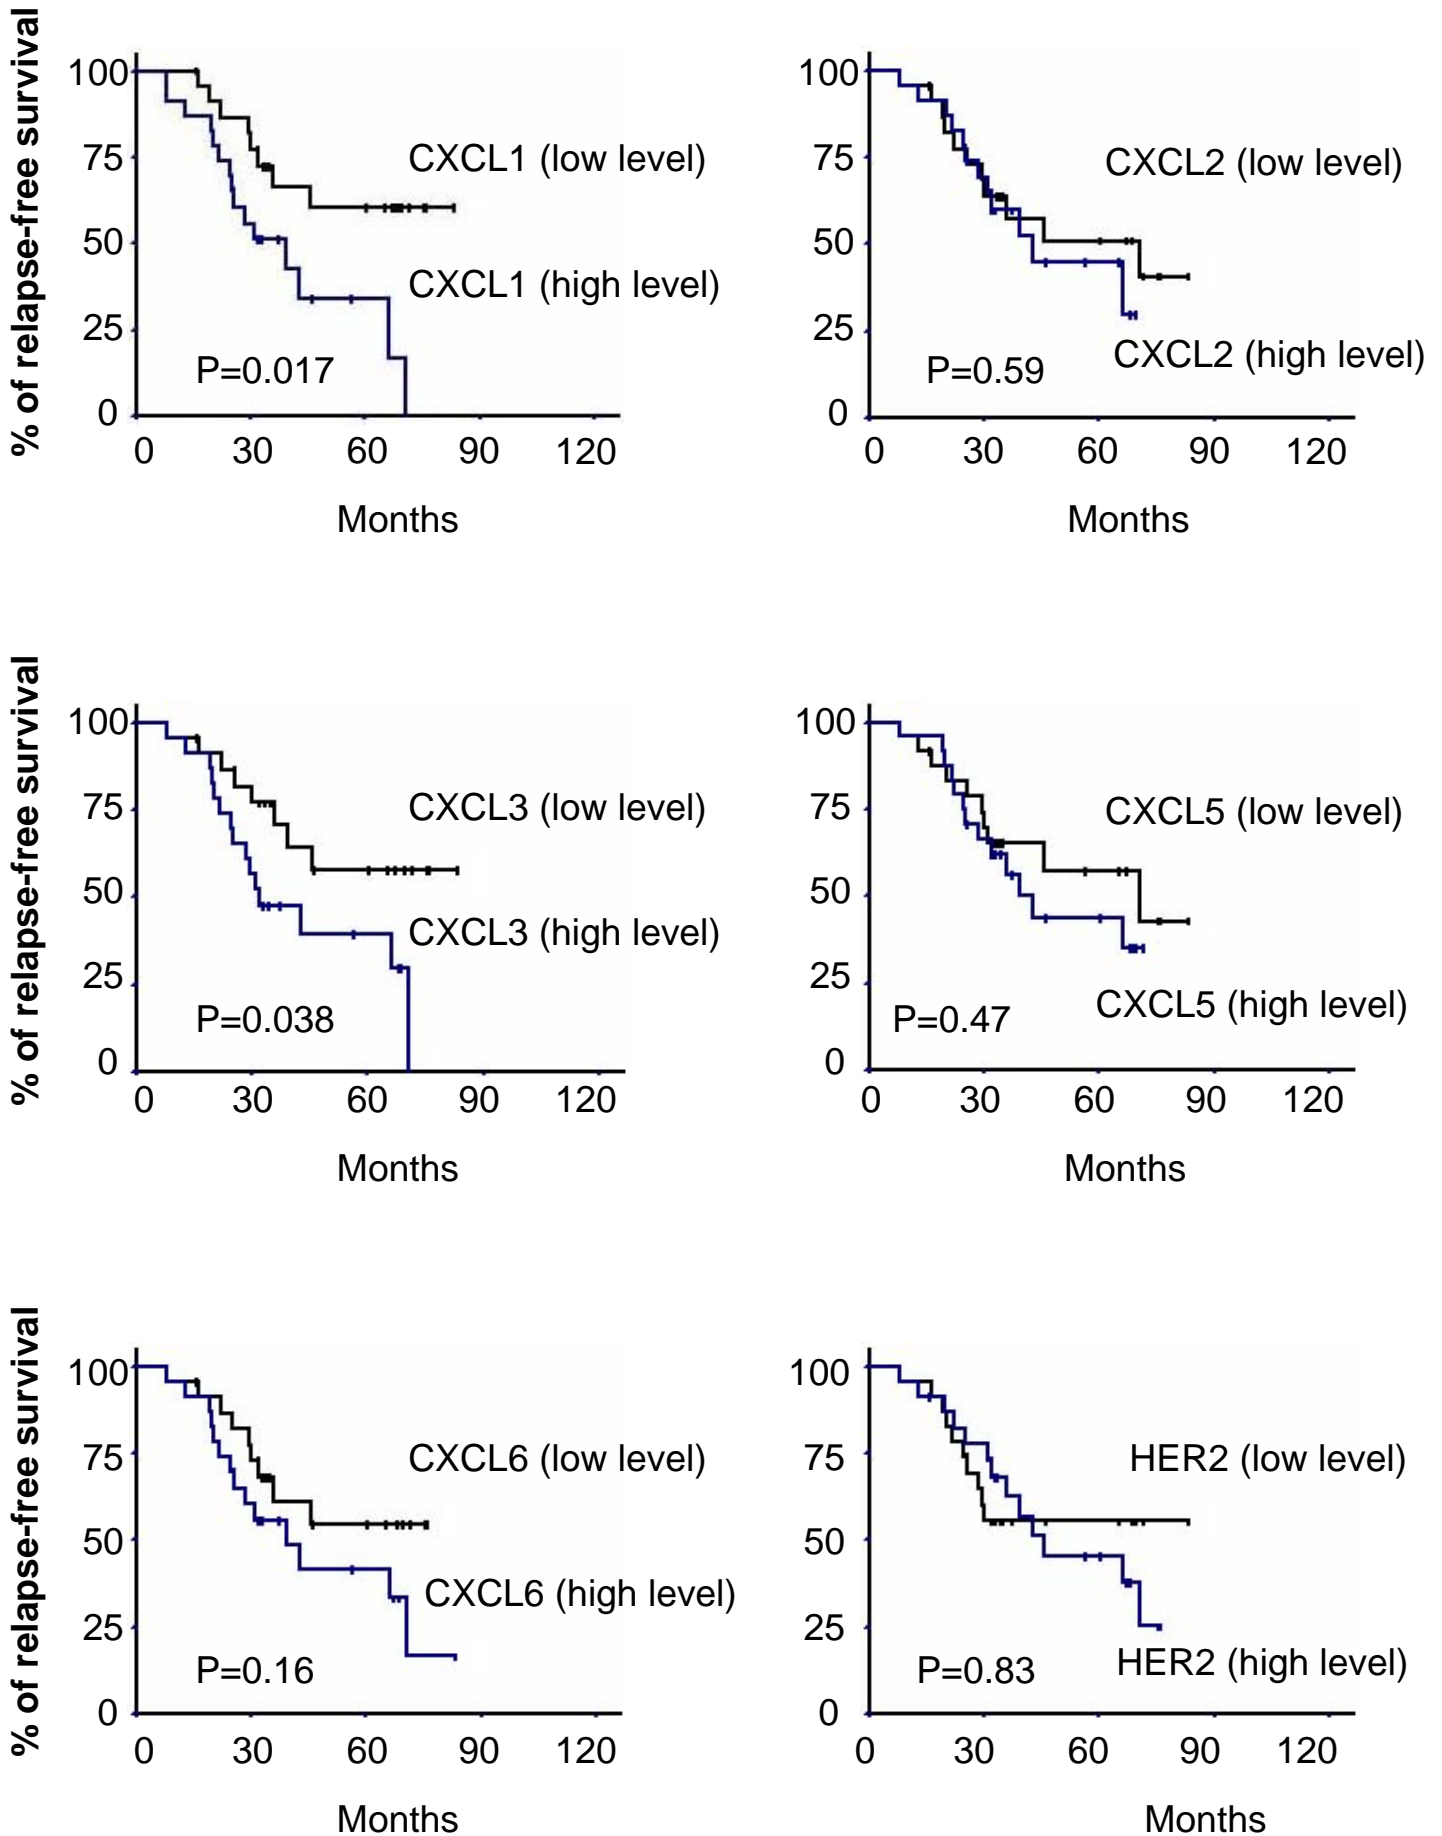 % of relapse-free survival
100
75
50
25
0
CXCL1 (low level)
CXCL1 (high level)
P=0.017
0 30 60 90 120
Months
100
75
50
25
0
CXCL2 (low level)
CXCL2 (high level)
P=0.59
0 30 60 90 120
Months
% of relapse-free survival
100
75
50
25
0
CXCL3 (low level)
CXCL3 (high level)
P=0.038
0 30 60 90 120
Months
100
75
50
25
0
CXCL5 (low level)
CXCL5 (high level)
P=0.47
0 30 60 90 120
Months
% of relapse-free survival
100
75
50
25
0
CXCL6 (low level)
CXCL6 (high level)
P=0.16
0 30 60 90 120
Months
100
75
50
25
0
HER2 (low level)
HER2 (high level)
P=0.83
0 30 60 90 120
Months